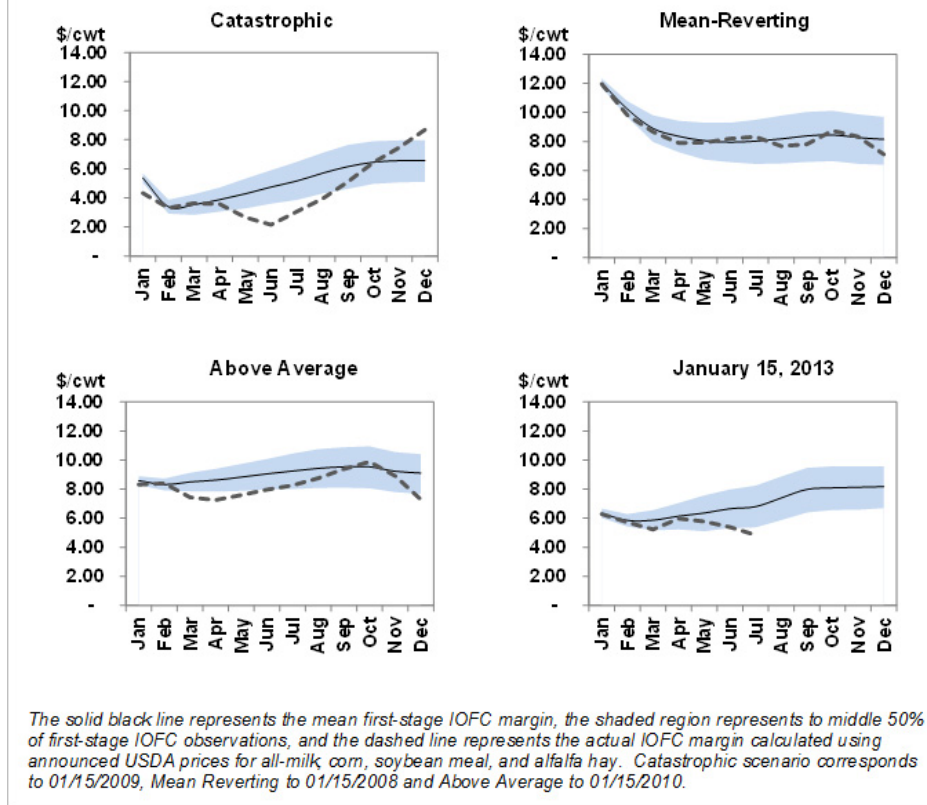 Catastrophic
$/cwt
14.00
12.00
10.00
8.00
6.00
4.00
2.00
-
Jan Feb Mar Apr May Jun Jul Aug Sep Oct Nov Dec
Mean-Reverting
$/cwt
14.00
12.00
10.00
8.00
6.00
4.00
2.00
-
Jan Feb Mar Apr May Jun Jul Aug Sep Oct Nov Dec
Above Average
$/cwt
14.00
12.00
10.00
8.00
6.00
4.00
2.00
-
Jan Feb Mar Apr May Jun Jul Aug Sep Oct Nov Dec
January 15, 2013
$/cwt
14.00
12.00
10.00
8.00
6.00
4.00
2.00
-
Jan Feb Mar Apr May Jun Jul Aug Sep Oct Nov Dec
The solid black line represents the mean first-stage IOFC margin, the shaded region represents to middle 50%
of first-stage IOFC observations, and the dashed line represents the actual IOFC margin calculated using
announced USDA prices for all-milk, corn, soybean meal, and alfalfa hay. Catastrophic scenario corresponds
to 01/15/2009, Mean Reverting to 01/15/2008 and Above Average to 01/15/2010.